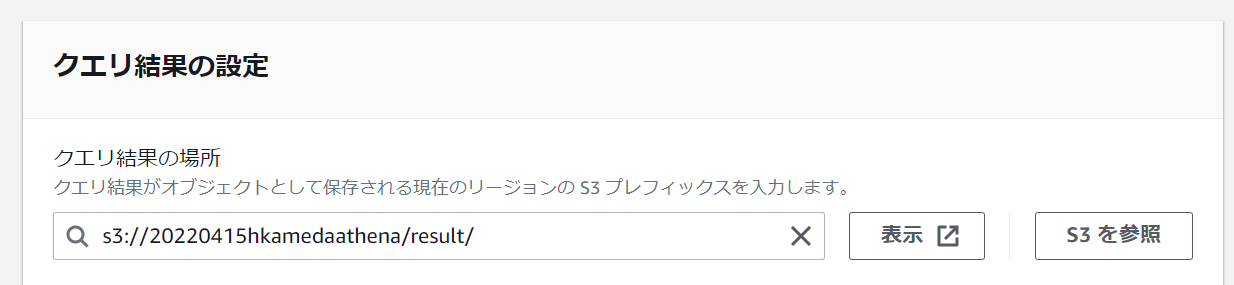 クエリ結果の設定
クエリ結果の場所
クエリ結果がオブジェクトとして保存される現在のリージョンの S3 プレフィックスを入力します。
s3://20220415hkamedaathena/result/ 表示 S3 を参照